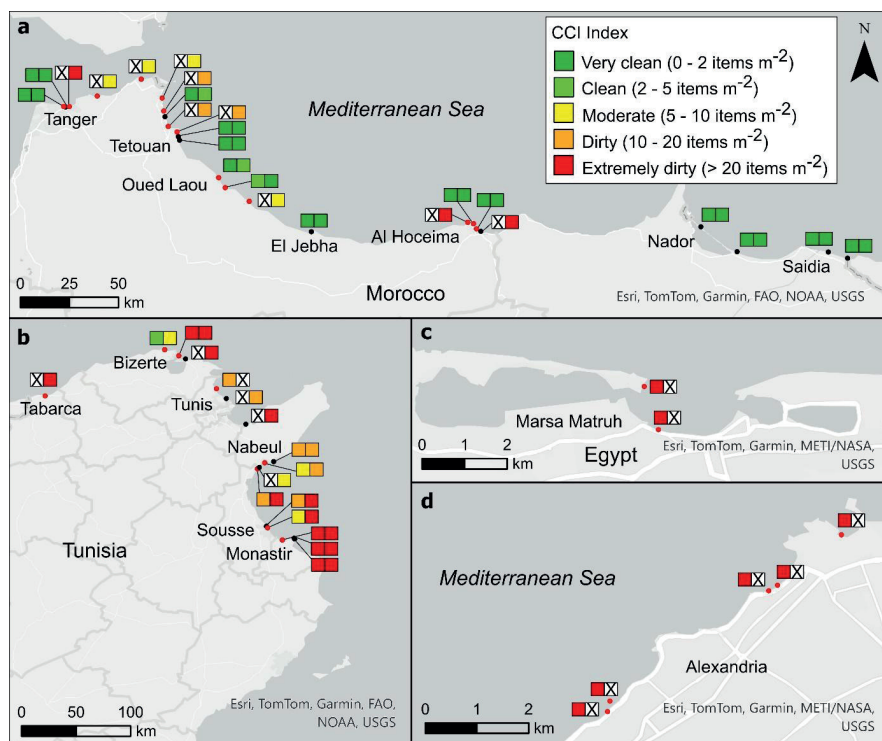 a
CCI Index
Very clean (0 - 2 items m⁻²)
Clean (2 - 5 items m⁻²)
Moderate (5 - 10 items m⁻²)
Dirty (10 - 20 items m⁻²)
Extremely dirty (> 20 items m⁻²)
N
X
X
X
X
X
X
X
X
X
X
Mediterranean Sea
Tanger
Tetouan
Oued Laou
El Jebha
Al Hoceima
Nador
Saidia
Morocco
0 25 50
km
Esri, TomTom, Garmin, FAO, NOAA, USGS
b
X
X
X
X
X
X
Bizerte
Tabarca
Tunis
Nabeul
Sousse
Monastir
Tunisia
Esri, TomTom, Garmin, FAO,
NOAA, USGS
0 50 100
km
c
X
X
Marsa Matruh
Egypt
0 1 2
km
Esri, TomTom, Garmin, METI/NASA,
USGS
d
X
X
X
X
X
Mediterranean Sea
Alexandria
0 1 2
km
Esri, TomTom, Garmin, METI/NASA,
USGS